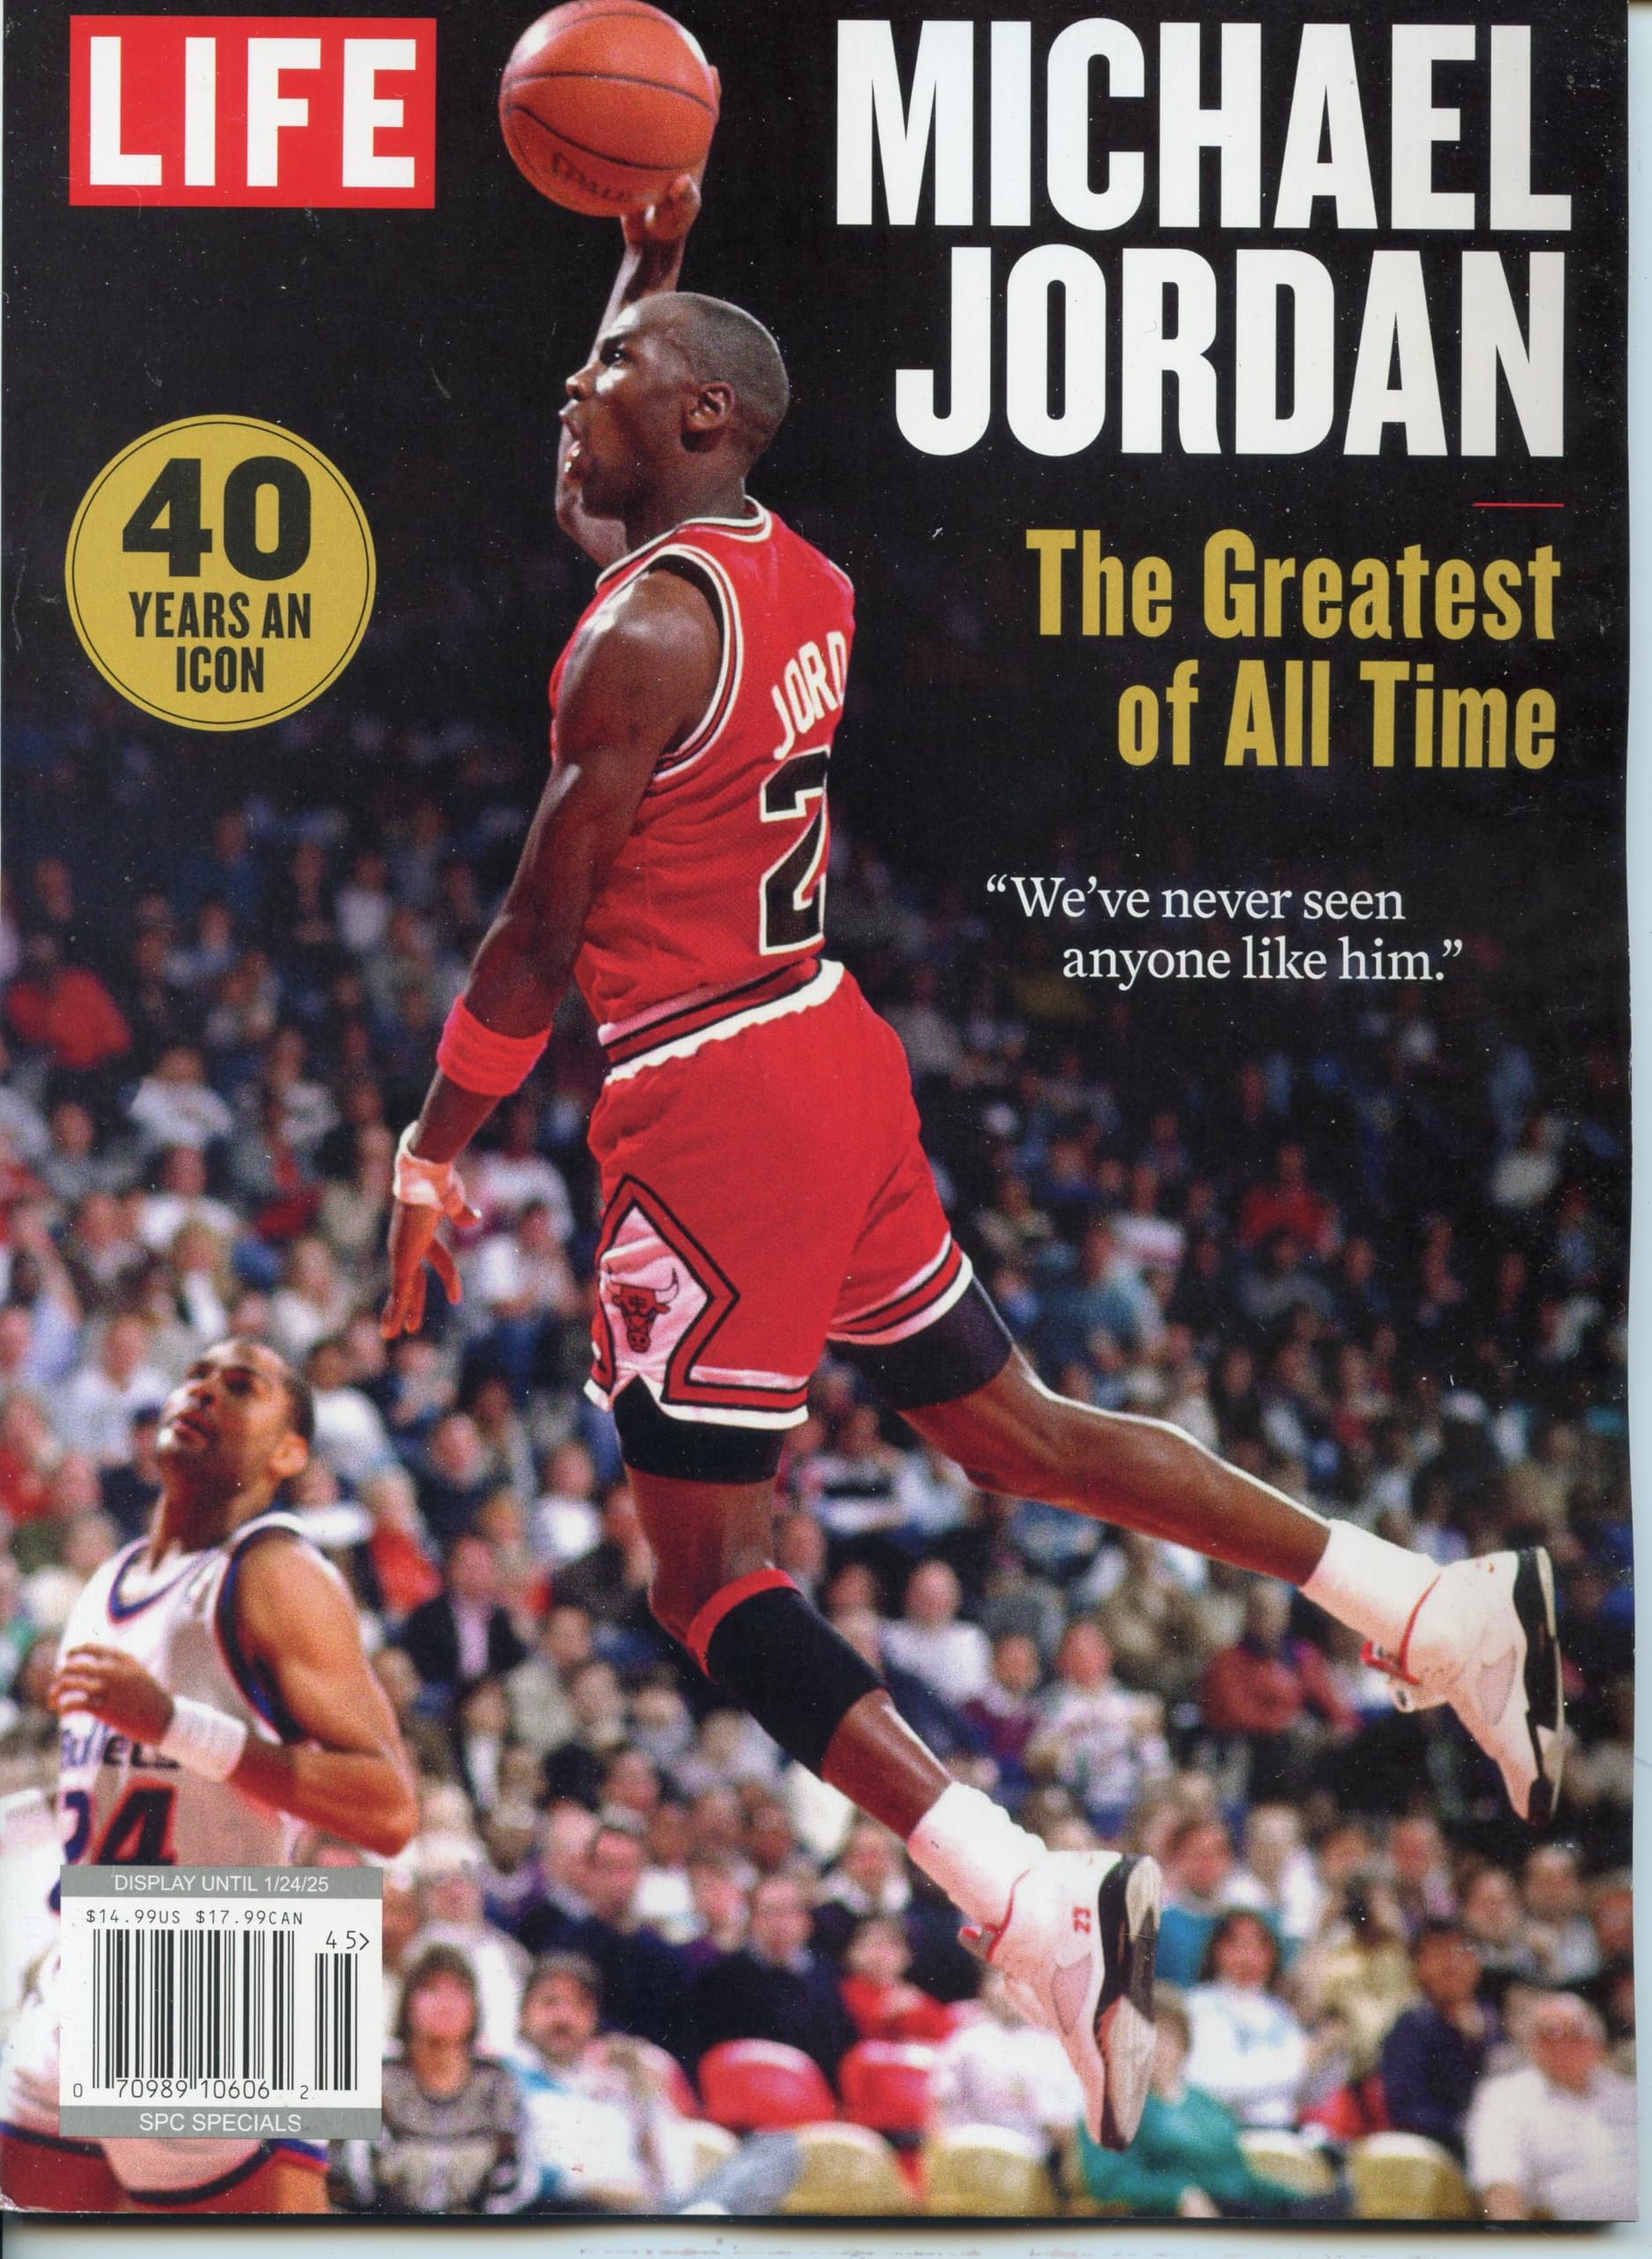 LIFE
MICHAEL
JORDAN
40
YEARS AN
ICON
The Greatest
of All Time
“We’ve never seen
anyone like him.”
JORD
2
23
24
DISPLAY UNTIL 1/24/25
$14.99US $17.99CAN
45>
0 70989 10606 2
SPC SPECIALS